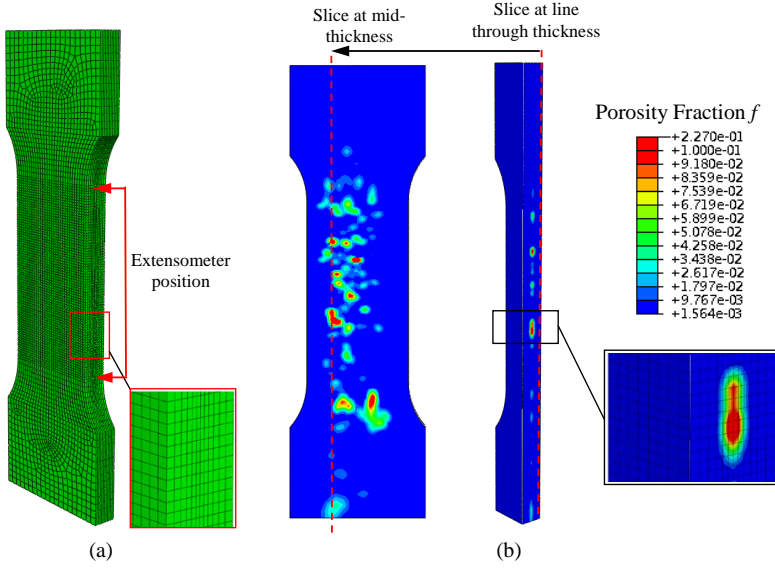 Slice at mid-
thickness
Slice at line
through thickness
Porosity Fraction f
+2.270e-01
+1.000e-01
+9.180e-02
+8.359e-02
+7.539e-02
+6.719e-02
+5.899e-02
+5.078e-02
+4.258e-02
+3.438e-02
+2.617e-02
+1.797e-02
+9.767e-03
+1.564e-03
Extensometer
position
(a)
(b)